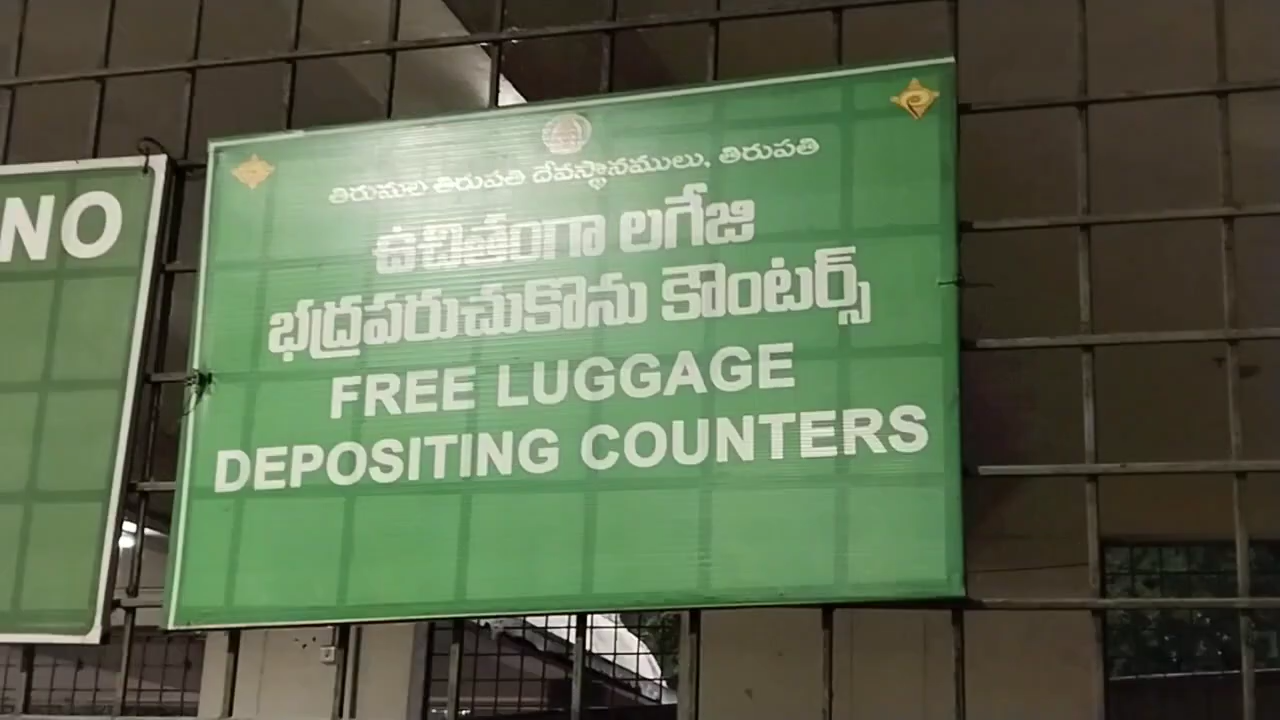 NO
తిరుమల తిరుపతి దేవస్థానములు, తిరుపతి
ఉచితంగా లగేజి
భద్రపరుచుకొను కౌంటర్స్
FREE LUGGAGE
DEPOSITING COUNTERS